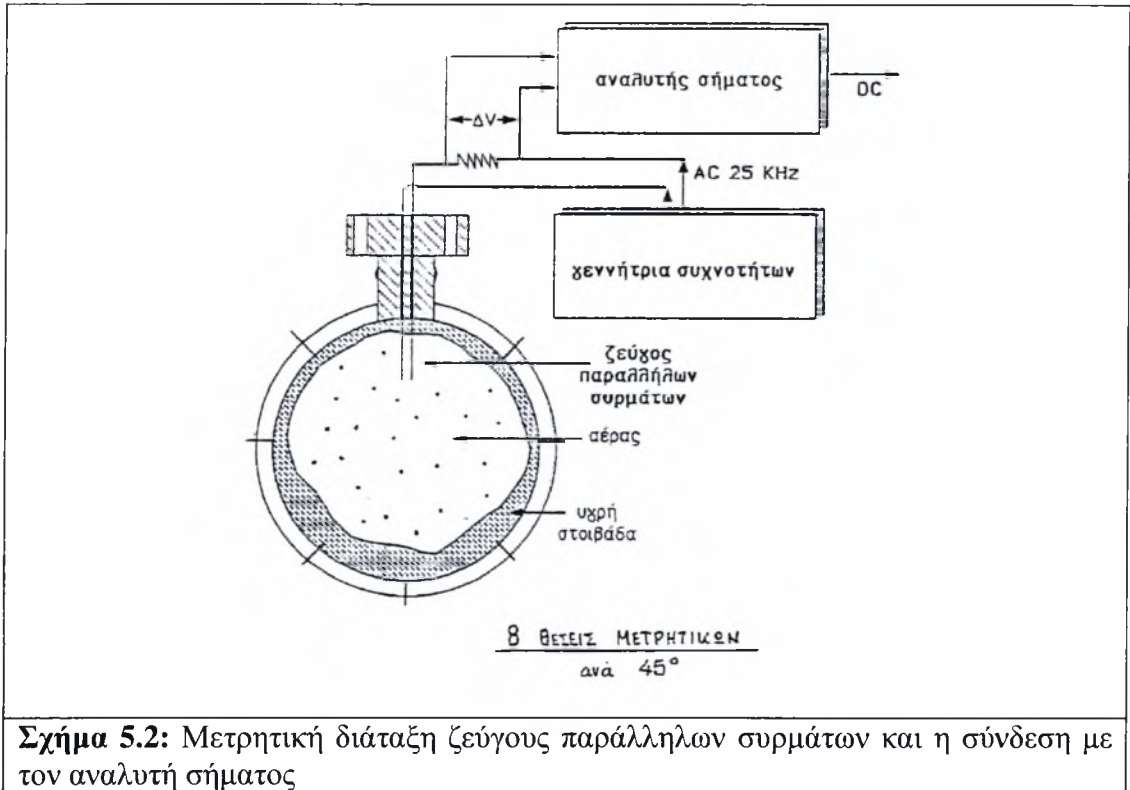 αναλυτής σήματος
DC
ΔV
AC 25 KHz
γεννήτρια συχνοτήτων
ζεύγος
παραλλήλων
συρμάτων
αέρας
υγρή
στοιβάδα
8 ΘΕΣΕΙΣ ΜΕΤΡΗΤΙΚΩΝ
ανά 45°
Σχήμα 5.2: Μετρητική διάταξη ζεύγους παράλληλων συρμάτων και η σύνδεση με
τον αναλυτή σήματος